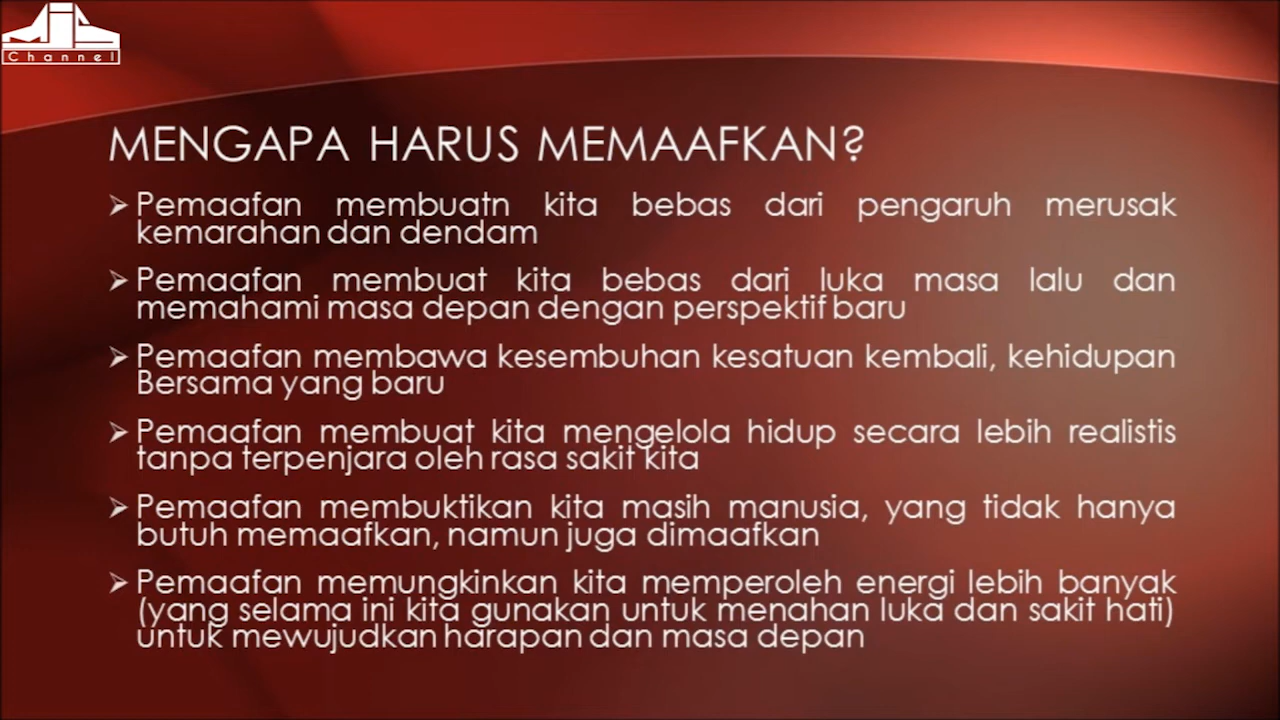 MJS
Channel
MENGAPA HARUS MEMAAFKAN?
➢ Pemaafan membuatn kita bebas dari pengaruh merusak
kemarahan dan dendam
➢ Pemaafan membuat kita bebas dari luka masa lalu dan
memahami masa depan dengan perspektif baru
➢ Pemaafan membawa kesembuhan kesatuan kembali, kehidupan
Bersama yang baru
➢ Pemaafan membuat kita mengelola hidup secara lebih realistis
tanpa terpenjara oleh rasa sakit kita
➢ Pemaafan membuktikan kita masih manusia, yang tidak hanya
butuh memaafkan, namun juga dimaafkan
➢ Pemaafan memungkinkan kita memperoleh energi lebih banyak
(yang selama ini kita gunakan untuk menahan luka dan sakit hati)
untuk mewujudkan harapan dan masa depan